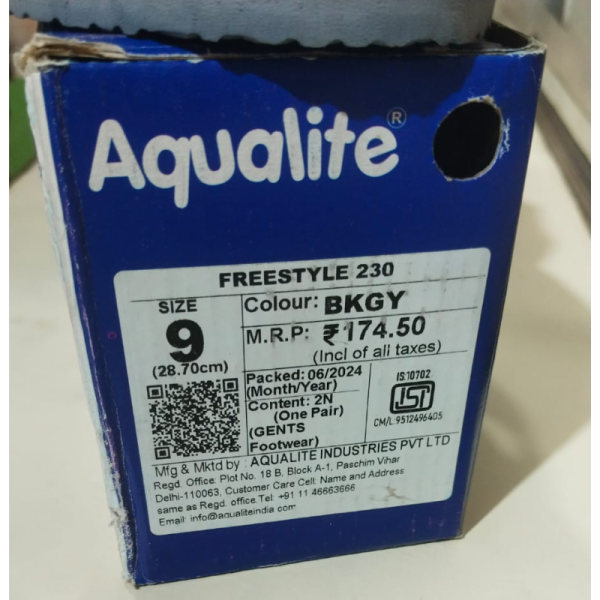 Aqualite®
FREESTYLE 230
SIZE
9
(28.70cm)
Colour: BKGY
M.R.P: ₹174.50
(Incl of all taxes)
Packed: 06/2024
(Month/Year)
Content: 2N
(One Pair)
(GENTS
Footwear)
IS:10702
ISI
CM/L:9512496405
Mfg & Mktd by : AQUALITE INDUSTRIES PVT LTD
Regd. Office: Plot No. 18 B, Block A-1, Paschim Vihar
Delhi-110063, Customer Care Cell: Name and Address
same as Regd. office.Tel: +91 11 46663666
Email: info@aqualiteindia.com